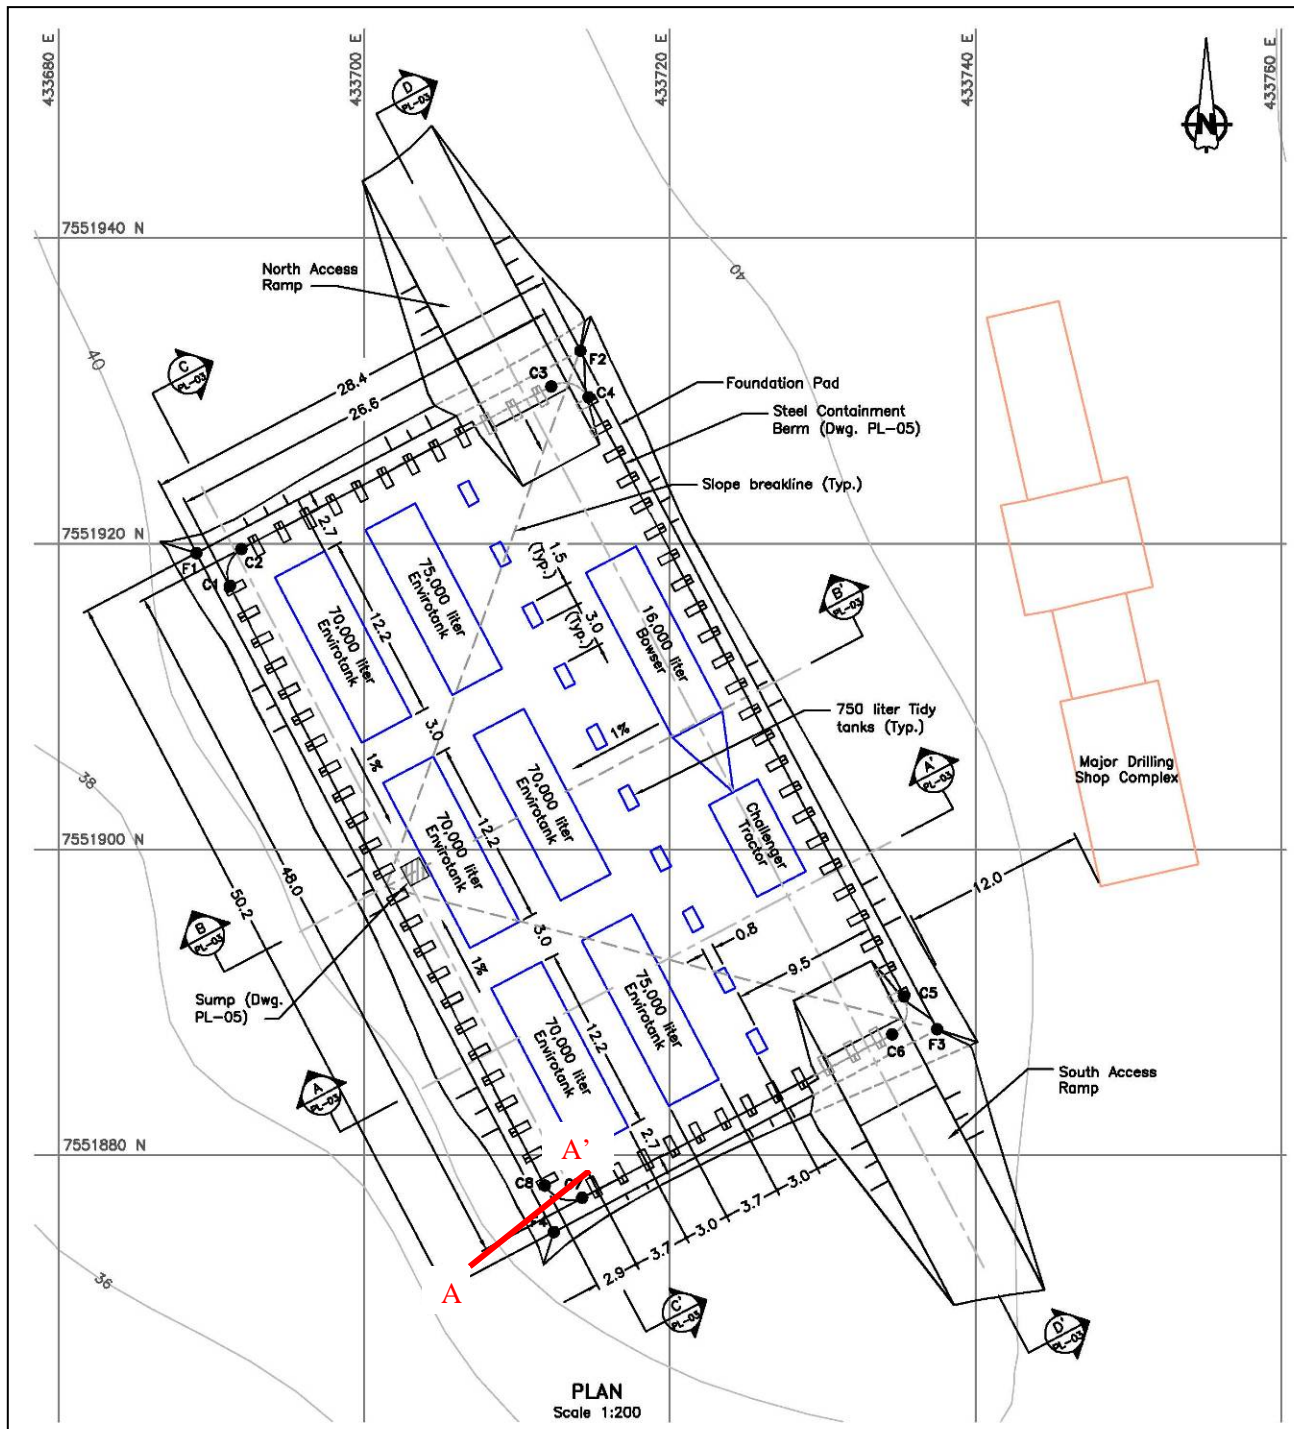 433680 E
433700 E
433720 E
433740 E
433760 E
D
PL-03
N
7551940 N
North Access
Ramp
40
40
C
PL-03
28.4
26.6
F2
C3
C4
Foundation Pad
Steel Containment
Berm (Dwg. PL-05)
Slope breakline (Typ.)
7551920 N
2.7
F1
C2
C1
1.5
(Typ.)
3.0
(Typ.)
75,000 liter
Envirotank
70,000 liter
Envirotank
12.2
16,000 liter
Bowser
B'
PL-03
3.0
1%
1%
750 liter Tidy
tanks (Typ.)
38
A'
PL-03
Major Drilling
Shop Complex
70,000 liter
Envirotank
12.2
70,000 liter
Envirotank
Challenger
Tractor
7551900 N
12.0
50.2
48.0
B
PL-03
3.0
0.8
9.5
1%
Sump (Dwg.
PL-05)
75,000 liter
Envirotank
70,000 liter
Envirotank
12.2
C5
C6
F3
South Access
Ramp
A
PL-03
7551880 N
2.7
A'
C8
C7
3.0
3.7
3.0
3.7
2.9
A
36
C'
PL-03
D'
PL-03
PLAN
Scale 1:200